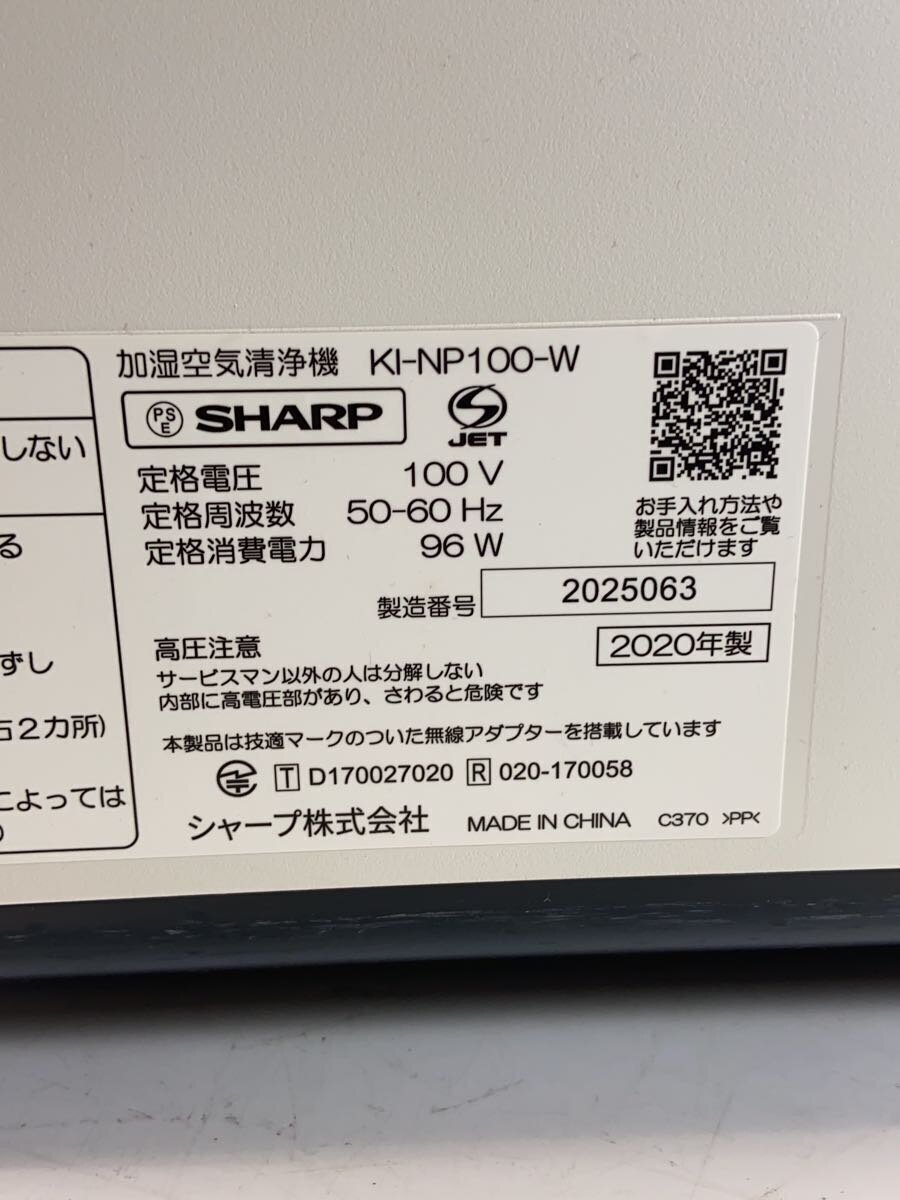 加湿空気清浄機 KI-NP100-W
PS
E
SHARP
JET
定格電圧 100 V
定格周波数 50-60 Hz
定格消費電力 96 W
お手入れ方法や
製品情報をご覧
いただけます
製造番号 2025063
高圧注意
2020年製
サービスマン以外の人は分解しない
内部に高電圧部があり、さわると危険です
本製品は技適マークのついた無線アダプターを搭載しています
T D170027020 R 020-170058
シャープ株式会社 MADE IN CHINA C370 >PP<
しない
る
ずし
右2カ所)
によっては
)